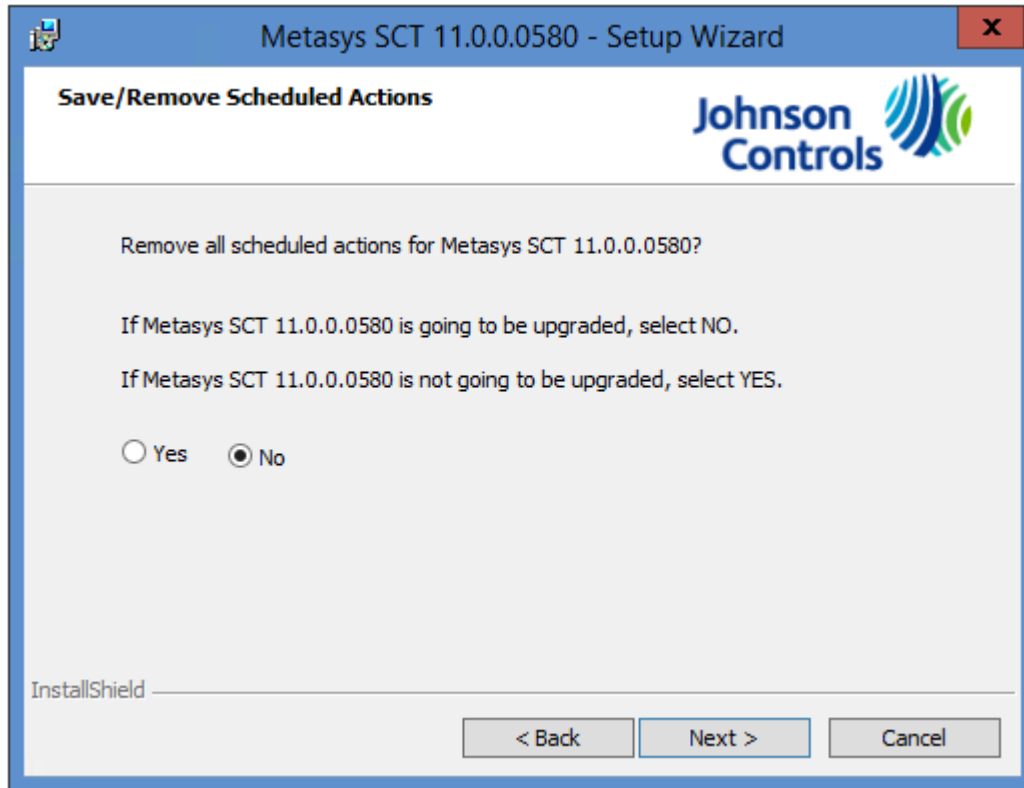 Metasys SCT 11.0.0.0580 - Setup Wizard
x
Save/Remove Scheduled Actions
Johnson
Controls
Remove all scheduled actions for Metasys SCT 11.0.0.0580?
If Metasys SCT 11.0.0.0580 is going to be upgraded, select NO.
If Metasys SCT 11.0.0.0580 is not going to be upgraded, select YES.
Yes No
InstallShield
< Back Next > Cancel